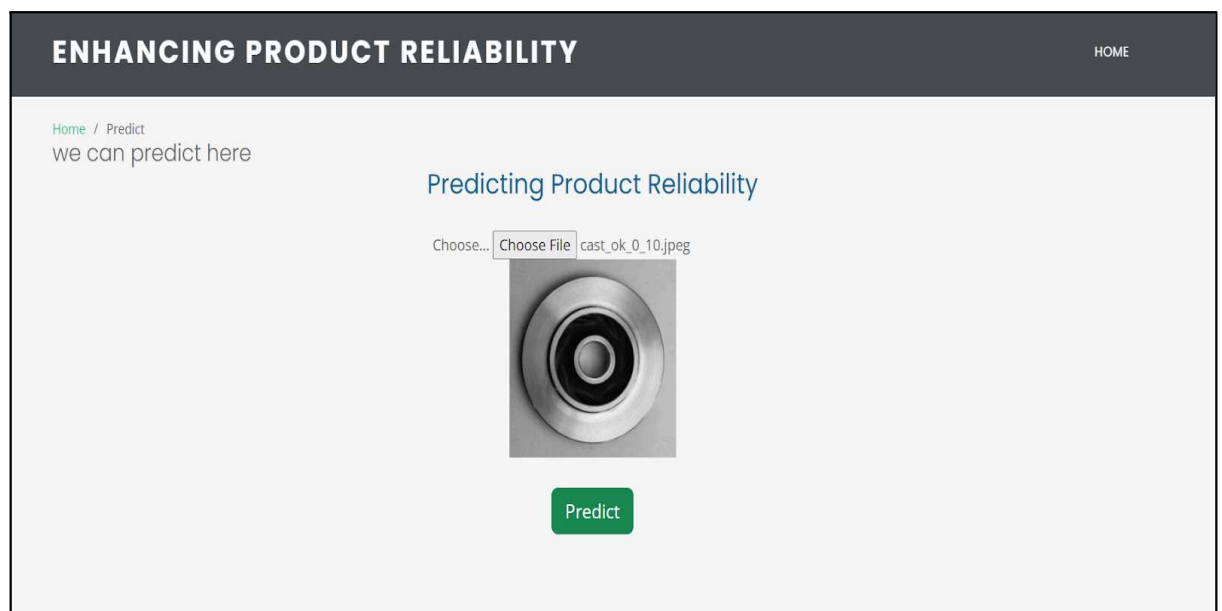 ENHANCING PRODUCT RELIABILITY
HOME
Home / Predict
we can predict here
Predicting Product Reliability
Choose... Choose File cast_ok_0_10.jpeg
Predict